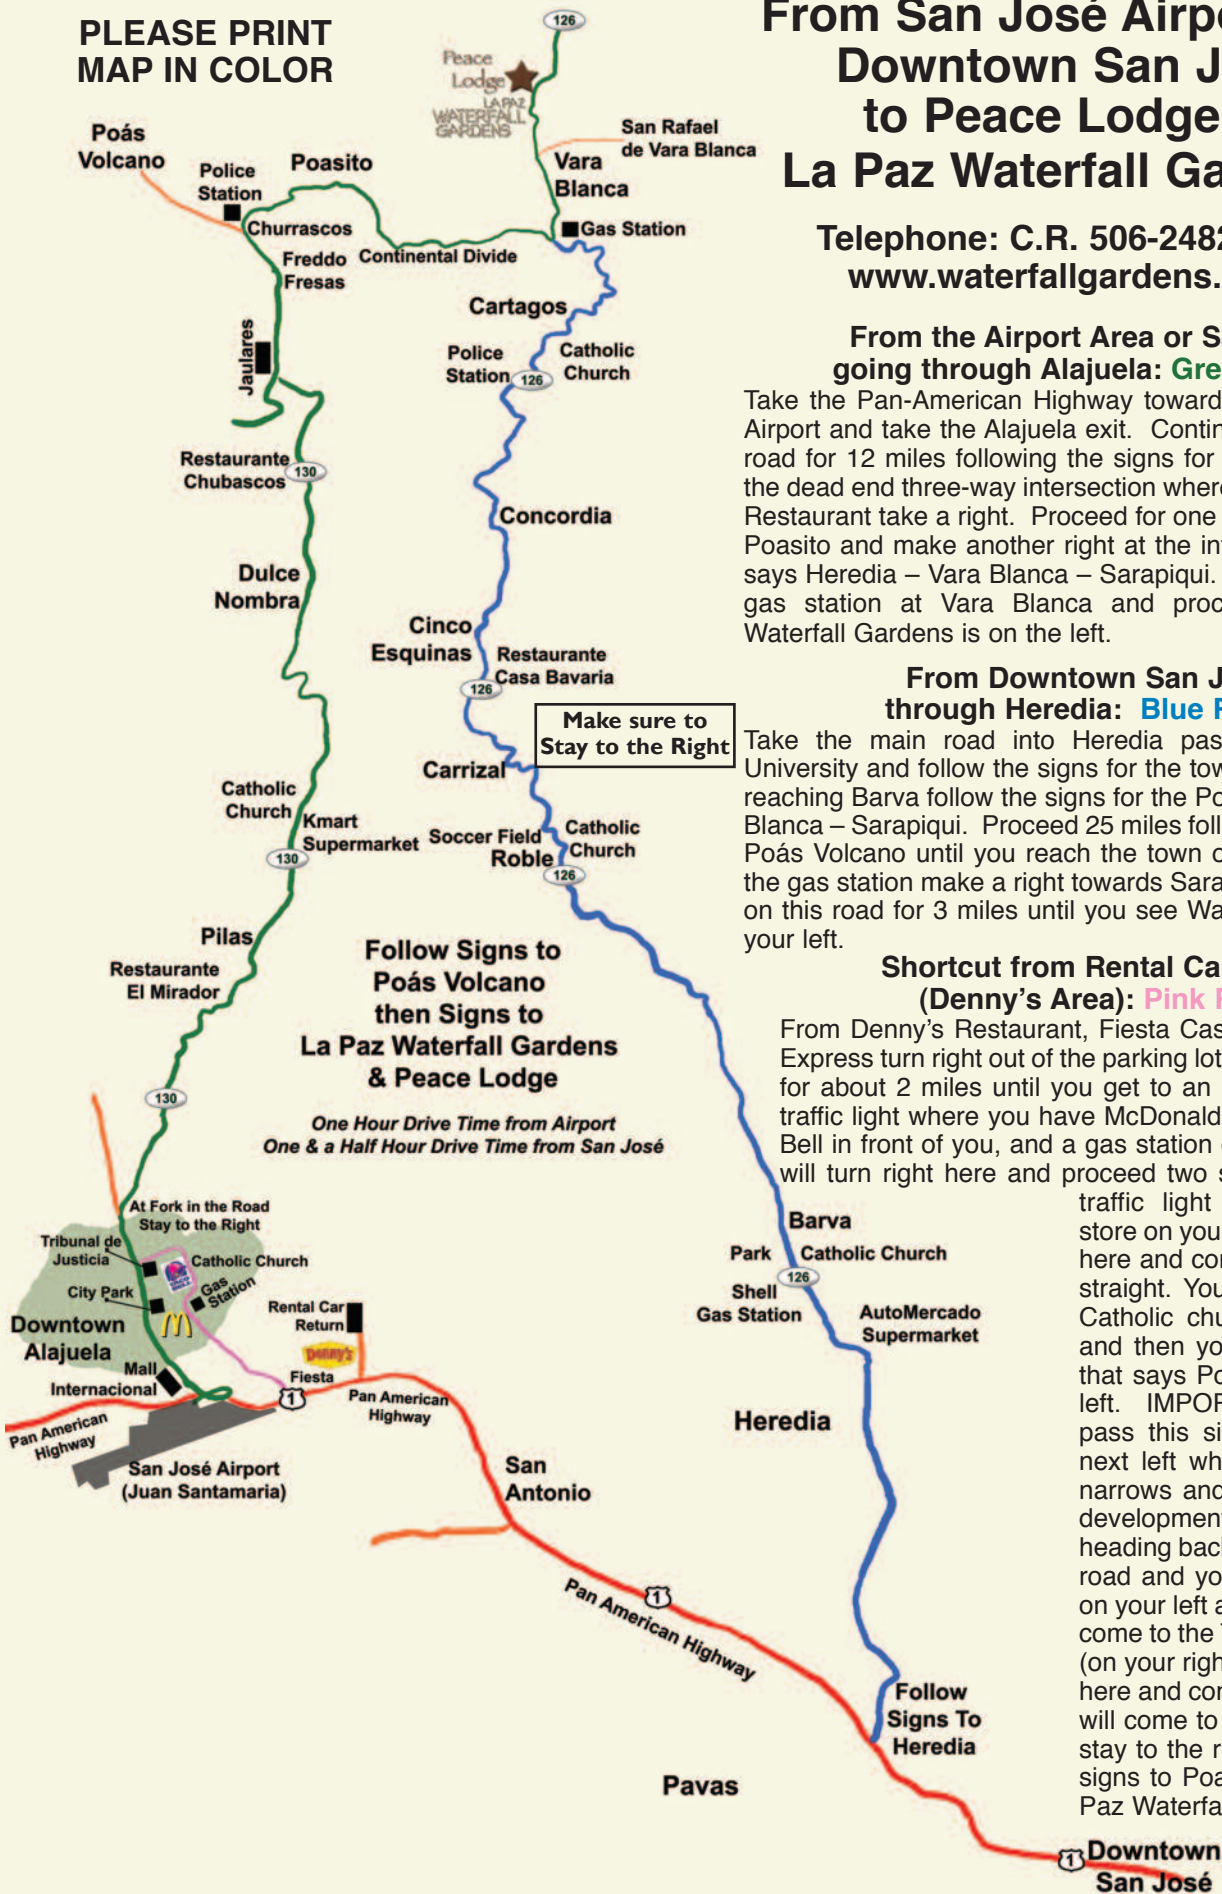 PLEASE PRINT
MAP IN COLOR
From San José Airpo
Downtown San J
to Peace Lodge
La Paz Waterfall Ga
Telephone: C.R. 506-2482
www.waterfallgardens.
From the Airport Area or S
going through Alajuela: Gre
Take the Pan-American Highway toward
Airport and take the Alajuela exit. Contin
road for 12 miles following the signs for
the dead end three-way intersection where
Restaurant take a right. Proceed for one
Poasito and make another right at the in
says Heredia – Vara Blanca – Sarapiqui.
gas station at Vara Blanca and proc
Waterfall Gardens is on the left.
From Downtown San J
through Heredia: Blue
Take the main road into Heredia pas
University and follow the signs for the tow
reaching Barva follow the signs for the Po
Blanca – Sarapiqui. Proceed 25 miles foll
Poás Volcano until you reach the town o
the gas station make a right towards Sara
on this road for 3 miles until you see Wa
your left.
Shortcut from Rental Ca
(Denny's Area): Pink
From Denny's Restaurant, Fiesta Cas
Express turn right out of the parking lot
for about 2 miles until you get to an
traffic light where you have McDonald
Bell in front of you, and a gas station
will turn right here and proceed two s
traffic light
store on you
here and con
straight. You
Catholic chu
and then yo
that says Po
left. IMPOR
pass this si
next left wh
narrows and
development
heading back
road and yo
on your left a
come to the
(on your righ
here and con
will come to
stay to the r
signs to Poa
Paz Waterfa
126
Peace
Lodge
LA PAZ
WATERFALL
GARDENS
San Rafael
de Vara Blanca
Vara
Blanca
Gas Station
Poás
Volcano
Police
Station
Poasito
Churrascos
Freddo
Fresas
Continental Divide
Cartagos
Jaulares
Police
Station
126
Catholic
Church
Restaurante
Chubascos
130
Concordia
Dulce
Nombra
Cinco
Esquinas
Restaurante
Casa Bavaria
126
Make sure to
Stay to the Right
Carrizal
Catholic
Church
Kmart
Supermarket
130
Soccer Field
Roble
Catholic
Church
126
Pilas
Restaurante
El Mirador
Follow Signs to
Poás Volcano
then Signs to
La Paz Waterfall Gardens
& Peace Lodge
One Hour Drive Time from Airport
One & a Half Hour Drive Time from San José
130
At Fork in the Road
Stay to the Right
Tribunal de
Justicia
Catholic Church
TACO
BELL
City Park
Gas
Station
Downtown
Alajuela
Rental Car
Return
Denny's
Mall
Internacional
Fiesta
1
Pan American
Highway
Pan American
Highway
San José Airport
(Juan Santamaria)
San
Antonio
Barva
Park
Catholic Church
126
Shell
Gas Station
AutoMercado
Supermarket
Heredia
1
Pan American Highway
Follow
Signs To
Heredia
Pavas
1
Downtown
San José